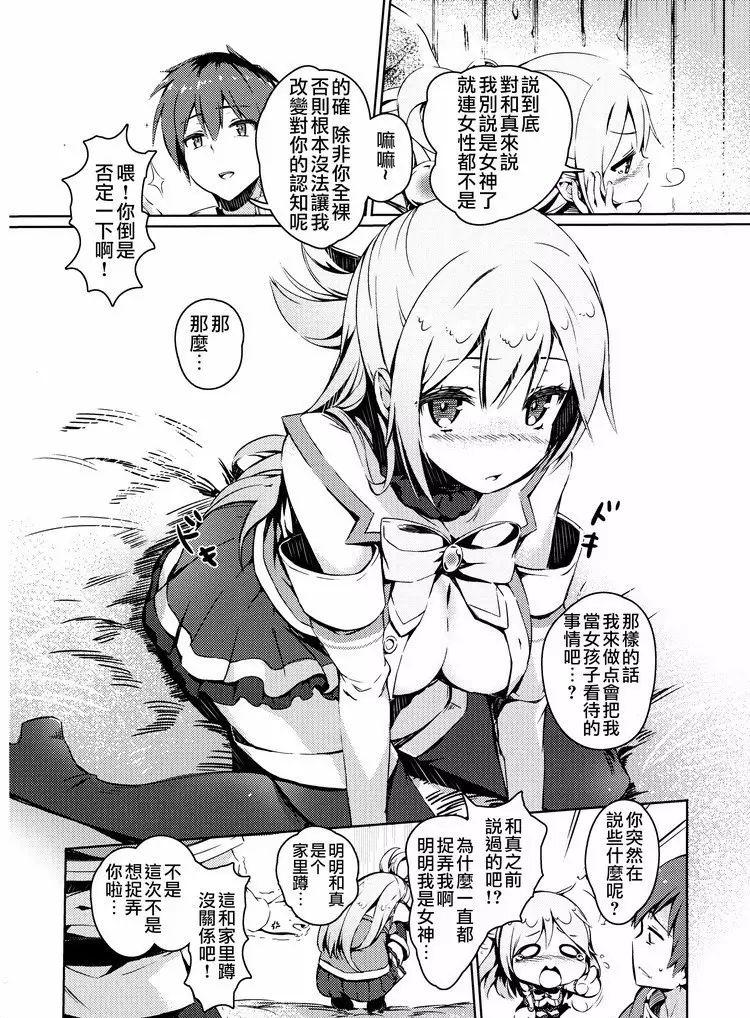 説到底
對和真來説
我別説是女神了
就連女性都不是
嘛嘛~
的確 除非你全裸
否則根本沒法讓我
改變對你的認知呢
喂！你倒是
否定一下啊！
那
那麼…
ドキ
ドキ
那樣的話
我來做点會把我
當女孩子看待的
事情吧…？
你突然在
説些什麼呢？
和真之前
説過的吧!?
為什麼一直都
捉弄我啊
明明我是女神…
明明和真
是个
家里蹲…
這和家里蹲
沒關係吧！
不是
這次不是
想捉弄
你啦…